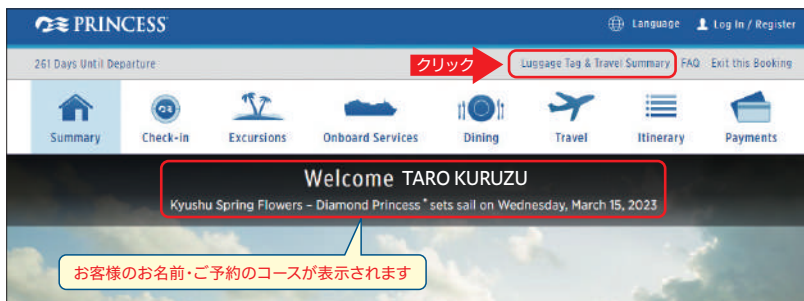 PRINCESS
Language Log In / Register
261 Days Until Departure
クリック
Luggage Tag & Travel Summary FAQ Exit this Booking
Summary Check-In Excursions Onboard Services Dining Travel Itinerary Payments
Welcome TARO KURUZU
Kyushu Spring Flowers – Diamond Princess® sets sail on Wednesday, March 15, 2023
お客様のお名前・ご予約のコースが表示されます